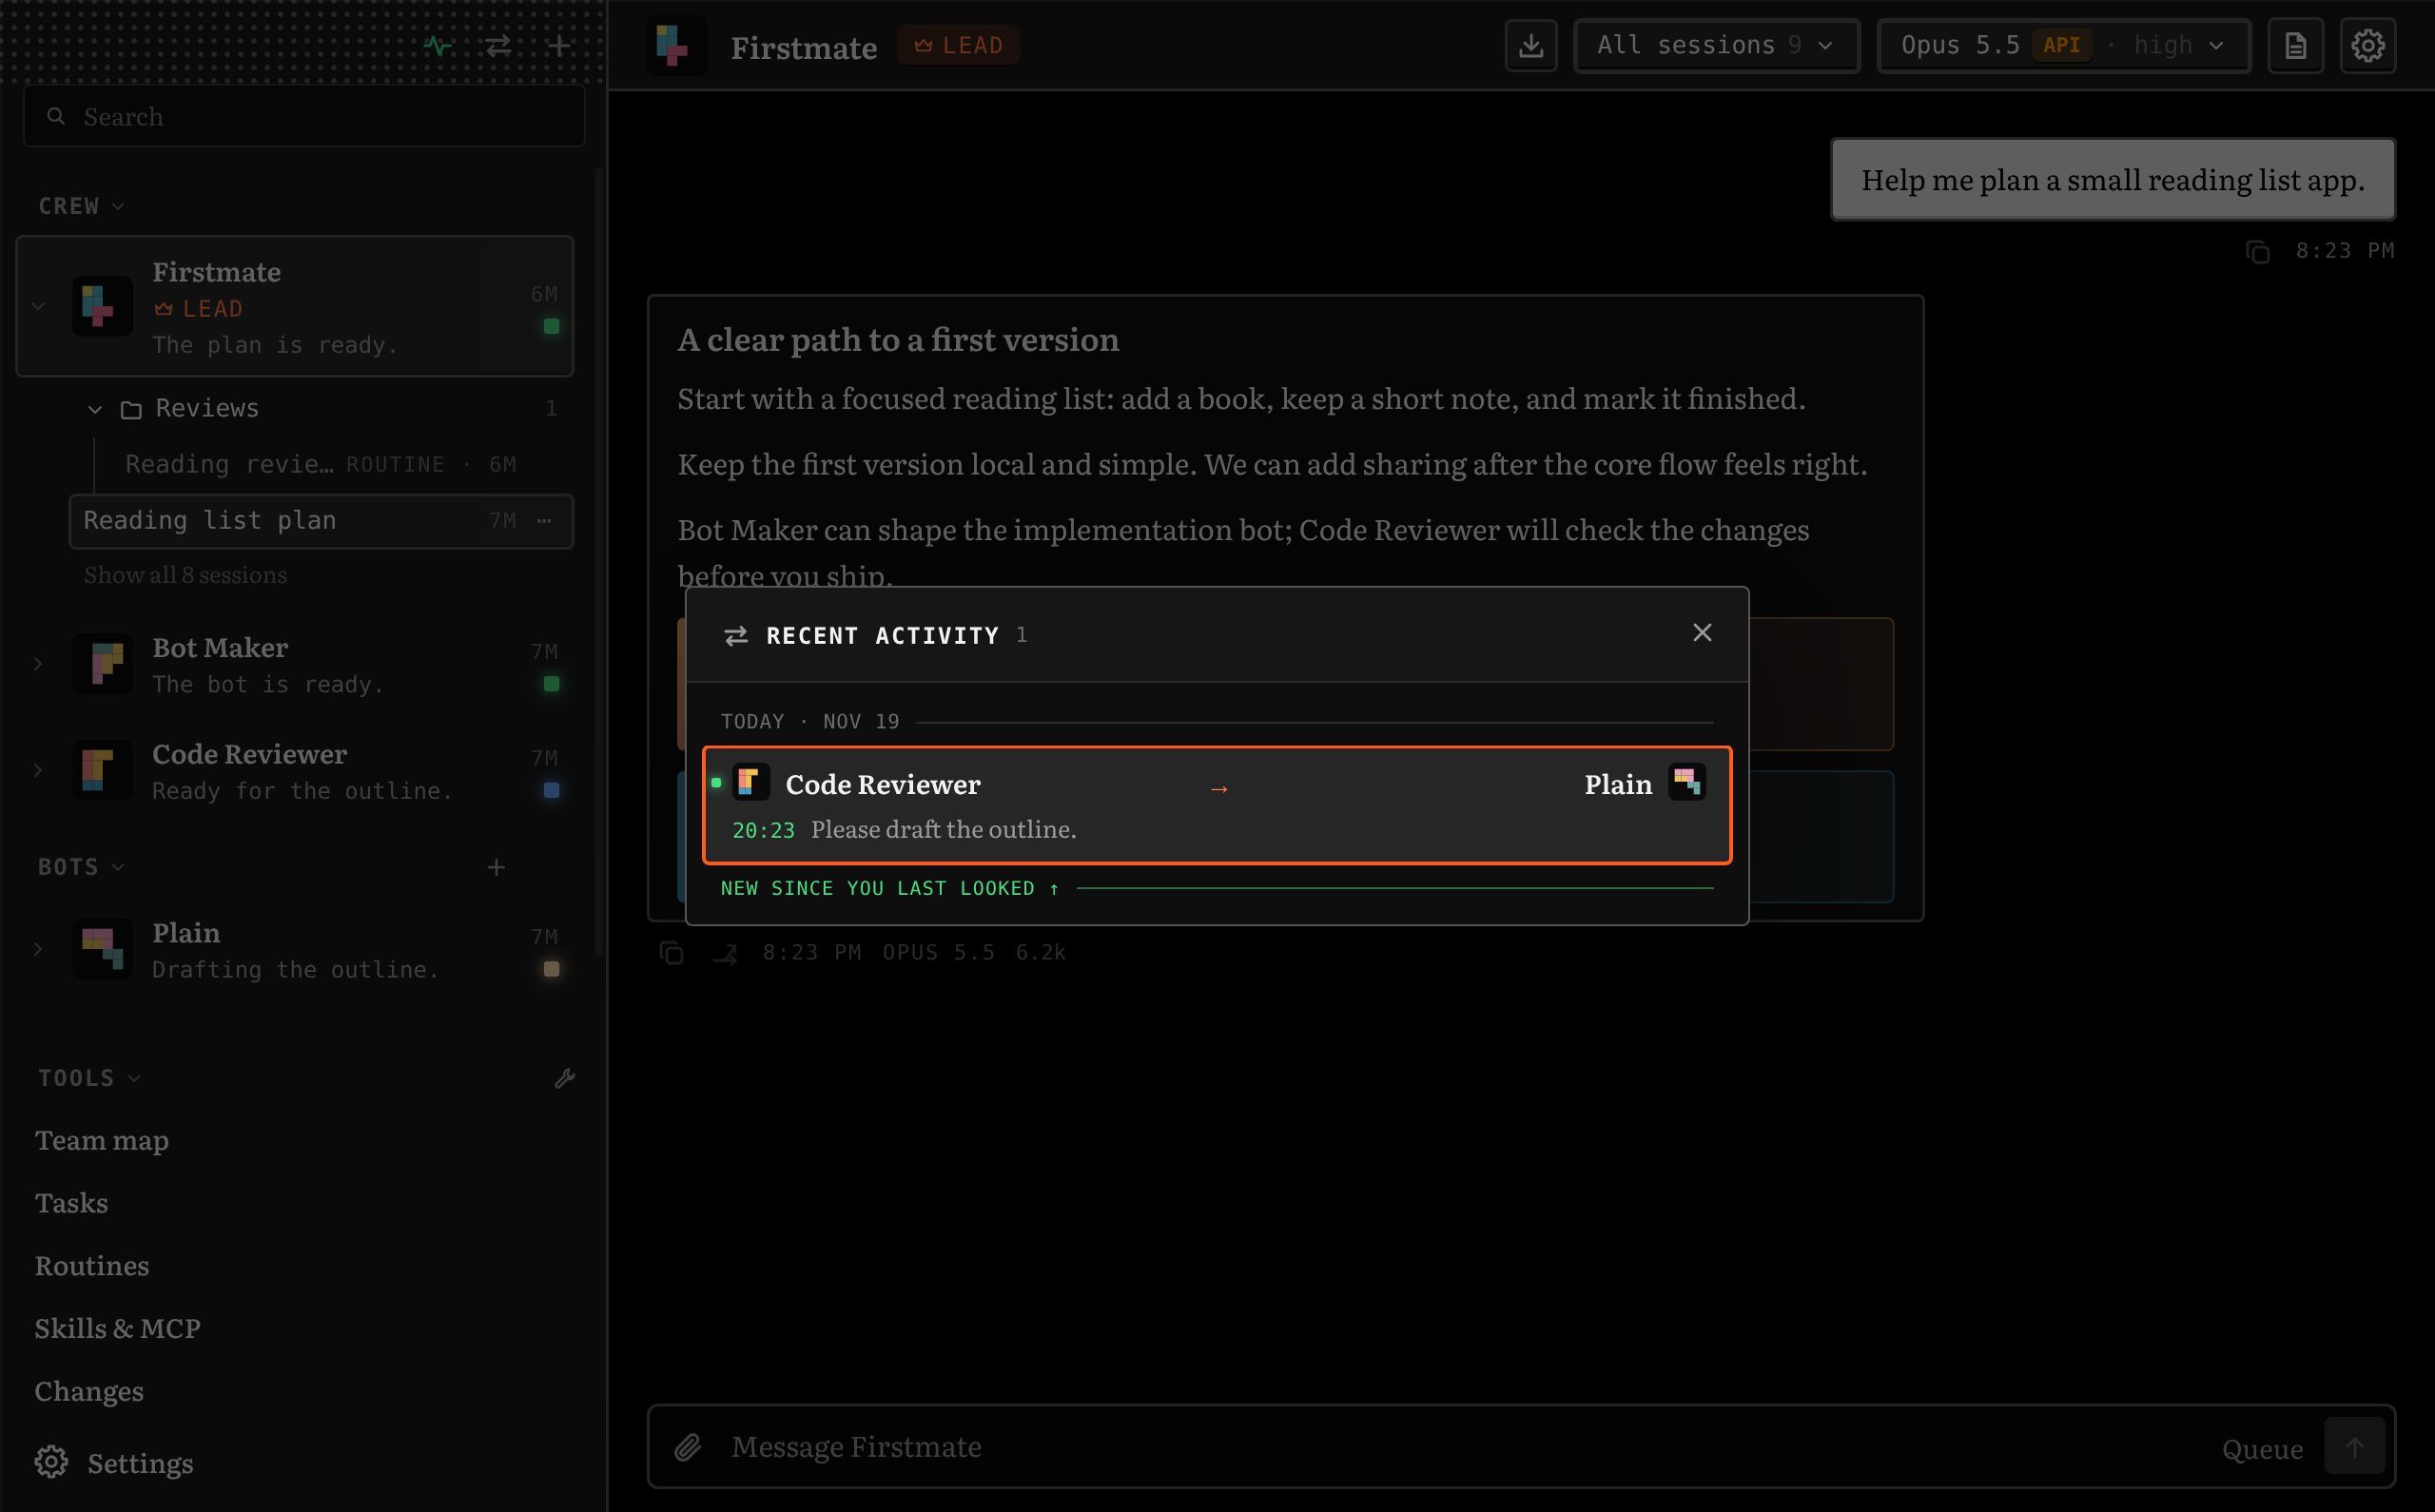 Search
CREW
Firstmate
LEAD
The plan is ready.
6M
Reviews 1
Reading revie… ROUTINE · 6M
Reading list plan 7M ⋯
Show all 8 sessions
Bot Maker
The bot is ready.
7M
Code Reviewer
Ready for the outline.
7M
BOTS
Plain
Drafting the outline.
7M
TOOLS
Team map
Tasks
Routines
Skills & MCP
Changes
Settings
Firstmate LEAD
All sessions 9
Opus 5.5 API · high
Help me plan a small reading list app.
8:23 PM
A clear path to a first version
Start with a focused reading list: add a book, keep a short note, and mark it finished.
Keep the first version local and simple. We can add sharing after the core flow feels right.
Bot Maker can shape the implementation bot; Code Reviewer will check the changes
before you ship.
RECENT ACTIVITY 1
TODAY · NOV 19
Code Reviewer → Plain
20:23 Please draft the outline.
NEW SINCE YOU LAST LOOKED ↑
8:23 PM OPUS 5.5 6.2k
Message Firstmate
Queue